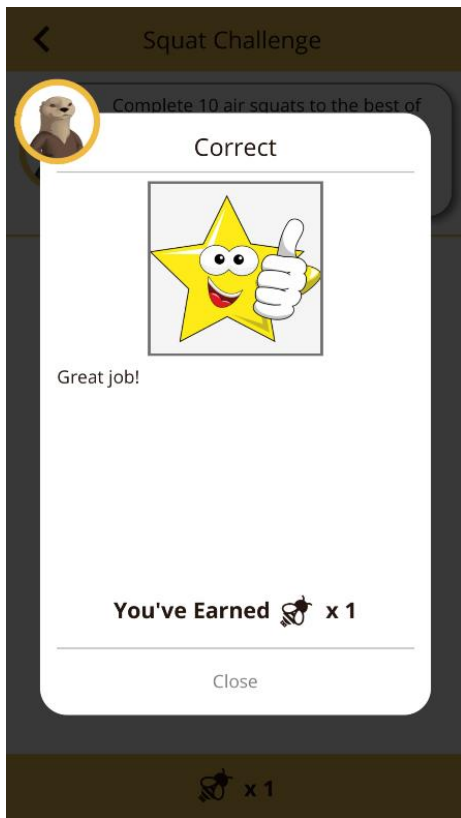 Squat Challenge
Complete 10 air squats to the best of
Correct
Great job!
You've Earned x 1
Close
x 1